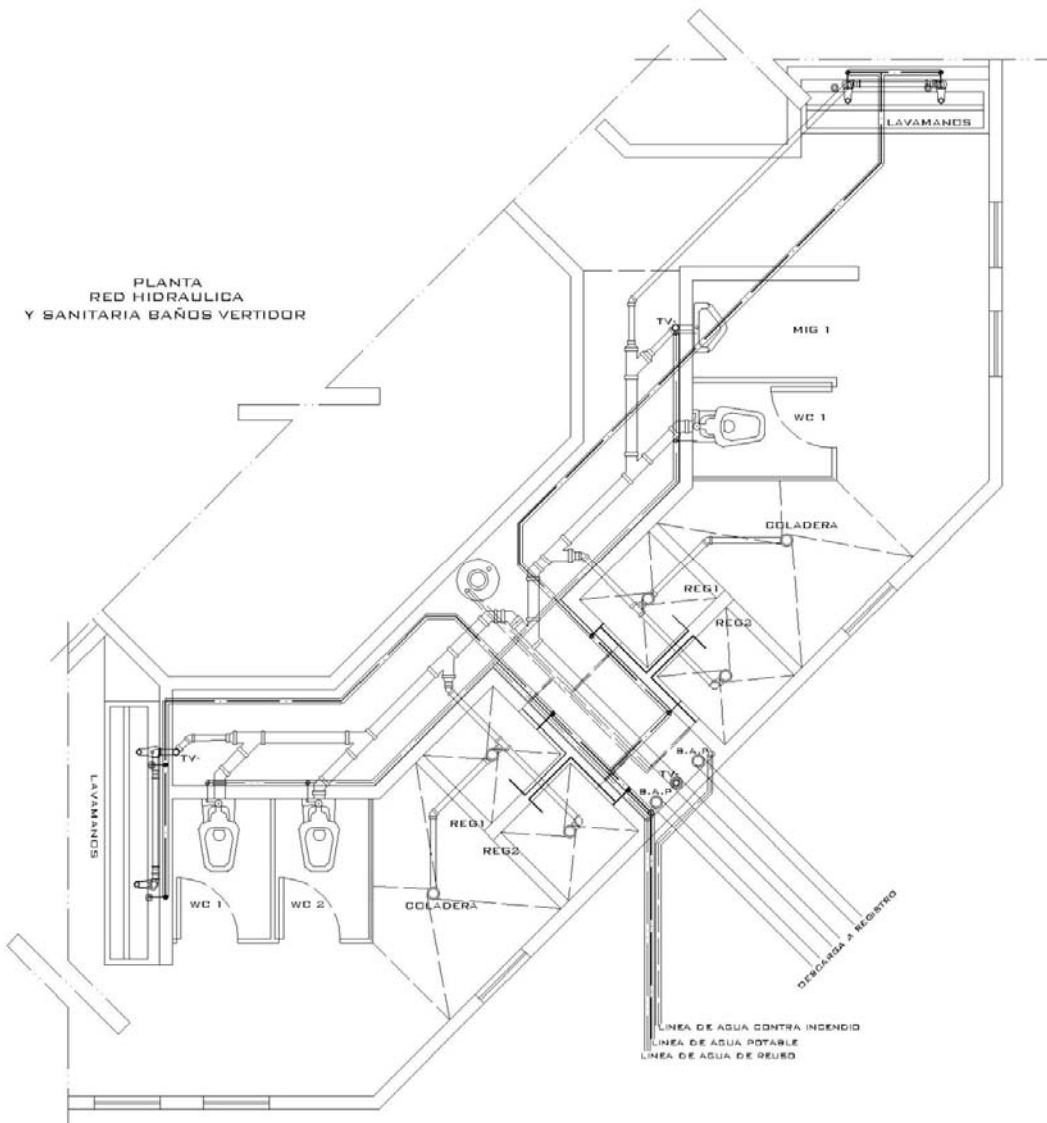 LAVAMANOS
PLANTA
RED HIDRAULICA
Y SANITARIA BAÑOS VERTIDOR
TV-
MIG 1
WC 1
COLADERA
REG1
REG2
B.A.P
TV-
B.A.P
TV-
LAVAMANOS
REG1
REG2
WC 1
WC 2
COLADERA
DESCARGA A REGISTRO
LINEA DE AGUA CONTRA INCENDIO
LINEA DE AGUA POTABLE
LINEA DE AGUA DE REUSO